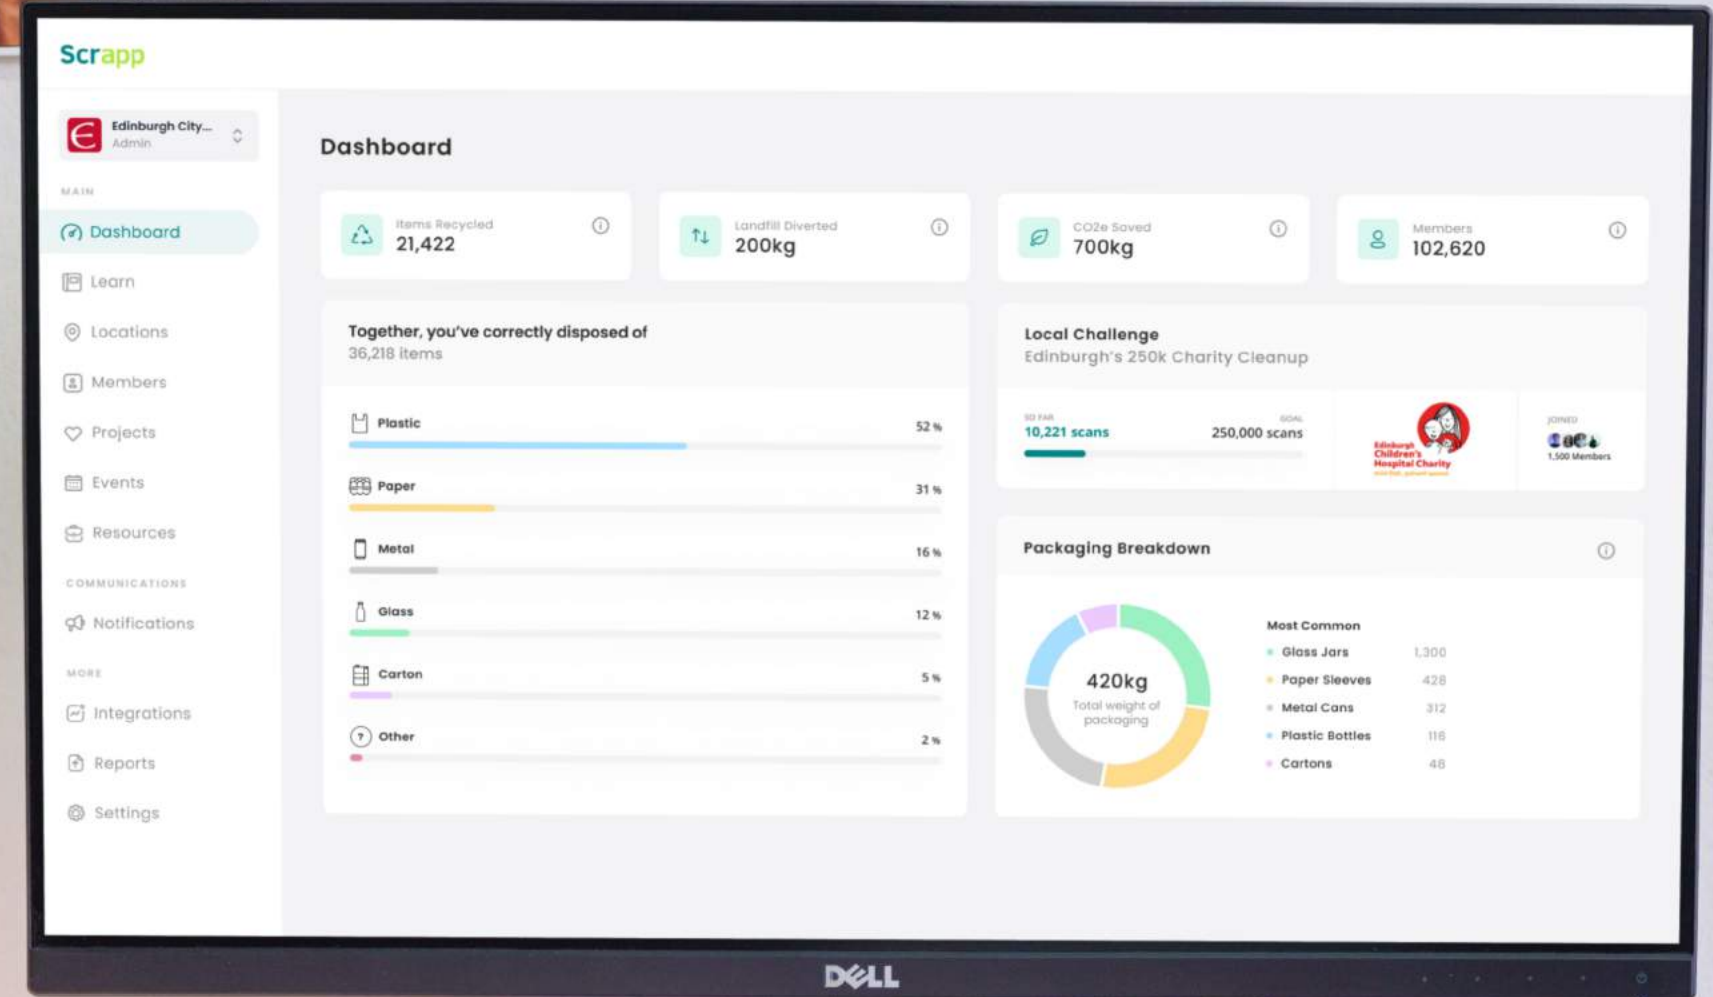 Scrapp
Edinburgh City...
Admin
MAIN
Dashboard
Learn
Locations
Members
Projects
Events
Resources
COMMUNICATIONS
Notifications
MORE
Integrations
Reports
Settings
Dashboard
Items Recycled
21,422
Landfill Diverted
200kg
CO2e Saved
700kg
Members
102,620
Together, you've correctly disposed of
36,218 items
Plastic 52 %
Paper 31 %
Metal 16 %
Glass 12 %
Carton 5 %
? Other 2 %
Local Challenge
Edinburgh's 250k Charity Cleanup
SO FAR
10,221 scans
GOAL
250,000 scans
Edinburgh
Children's
Hospital Charity
JOINED
1,500 Members
Packaging Breakdown
420kg
Total weight of
packaging
Most Common
Glass Jars 1,300
Paper Sleeves 428
Metal Cans 312
Plastic Bottles 116
Cartons 48
DELL